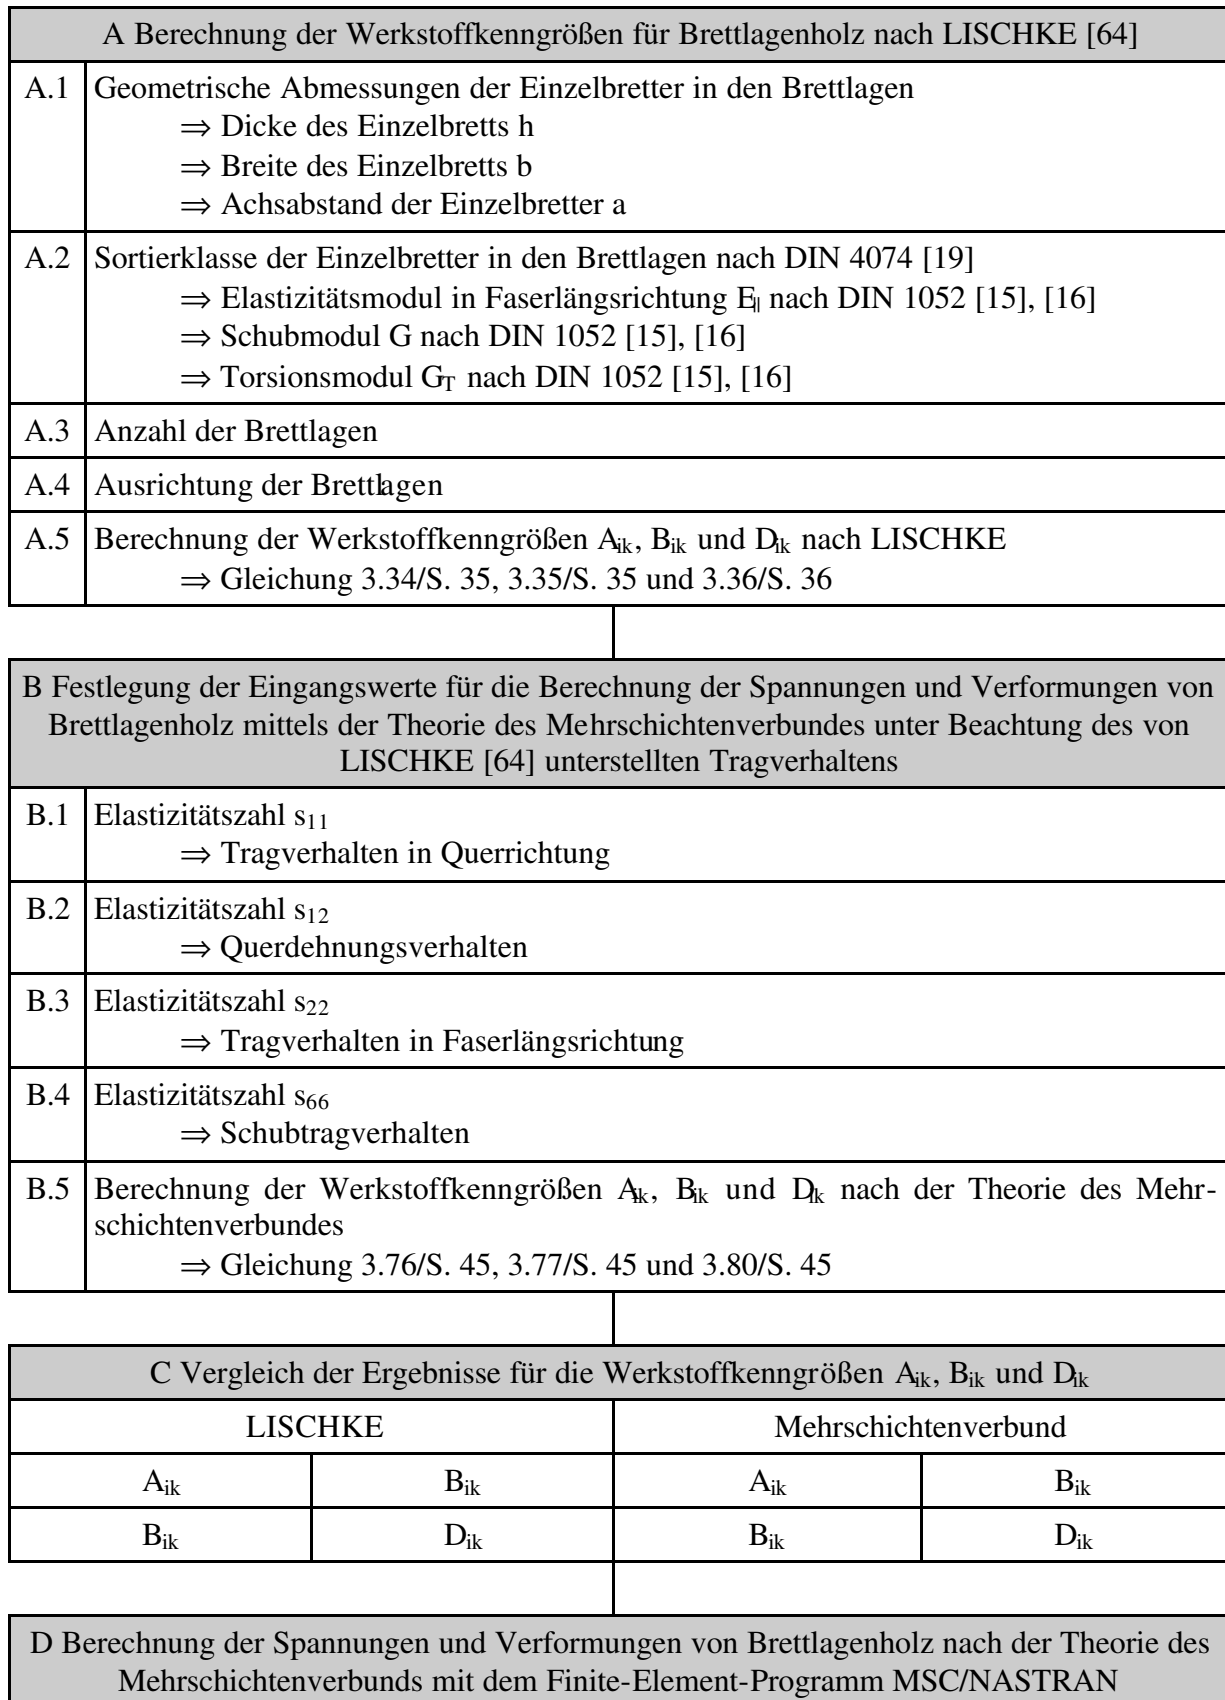 A Berechnung der Werkstoffkenngrößen für Brettlagenholz nach LISCHKE [64]
A.1 Geometrische Abmessungen der Einzelbretter in den Brettlagen
⇒ Dicke des Einzelbretts h
⇒ Breite des Einzelbretts b
⇒ Achsabstand der Einzelbretter a
A.2 Sortierklasse der Einzelbretter in den Brettlagen nach DIN 4074 [19]
⇒ Elastizitätsmodul in Faserlängsrichtung E|| nach DIN 1052 [15], [16]
⇒ Schubmodul G nach DIN 1052 [15], [16]
⇒ Torsionsmodul GT nach DIN 1052 [15], [16]
A.3 Anzahl der Brettlagen
A.4 Ausrichtung der Brettlagen
A.5 Berechnung der Werkstoffkenngrößen Aik, Bik und Dik nach LISCHKE
⇒ Gleichung 3.34/S. 35, 3.35/S. 35 und 3.36/S. 36
B Festlegung der Eingangswerte für die Berechnung der Spannungen und Verformungen von
Brettlagenholz mittels der Theorie des Mehrschichtenverbundes unter Beachtung des von
LISCHKE [64] unterstellten Tragverhaltens
B.1 Elastizitätszahl s11
⇒ Tragverhalten in Querrichtung
B.2 Elastizitätszahl s12
⇒ Querdehnungsverhalten
B.3 Elastizitätszahl s22
⇒ Tragverhalten in Faserlängsrichtung
B.4 Elastizitätszahl s66
⇒ Schubtragverhalten
B.5 Berechnung der Werkstoffkenngrößen Aik, Bik und Dik nach der Theorie des Mehr-
schichtenverbundes
⇒ Gleichung 3.76/S. 45, 3.77/S. 45 und 3.80/S. 45
C Vergleich der Ergebnisse für die Werkstoffkenngrößen Aik, Bik und Dik
LISCHKE Mehrschichtenverbund
Aik Bik Aik Bik
Bik Dik Bik Dik
D Berechnung der Spannungen und Verformungen von Brettlagenholz nach der Theorie des
Mehrschichtenverbunds mit dem Finite-Element-Programm MSC/NASTRAN